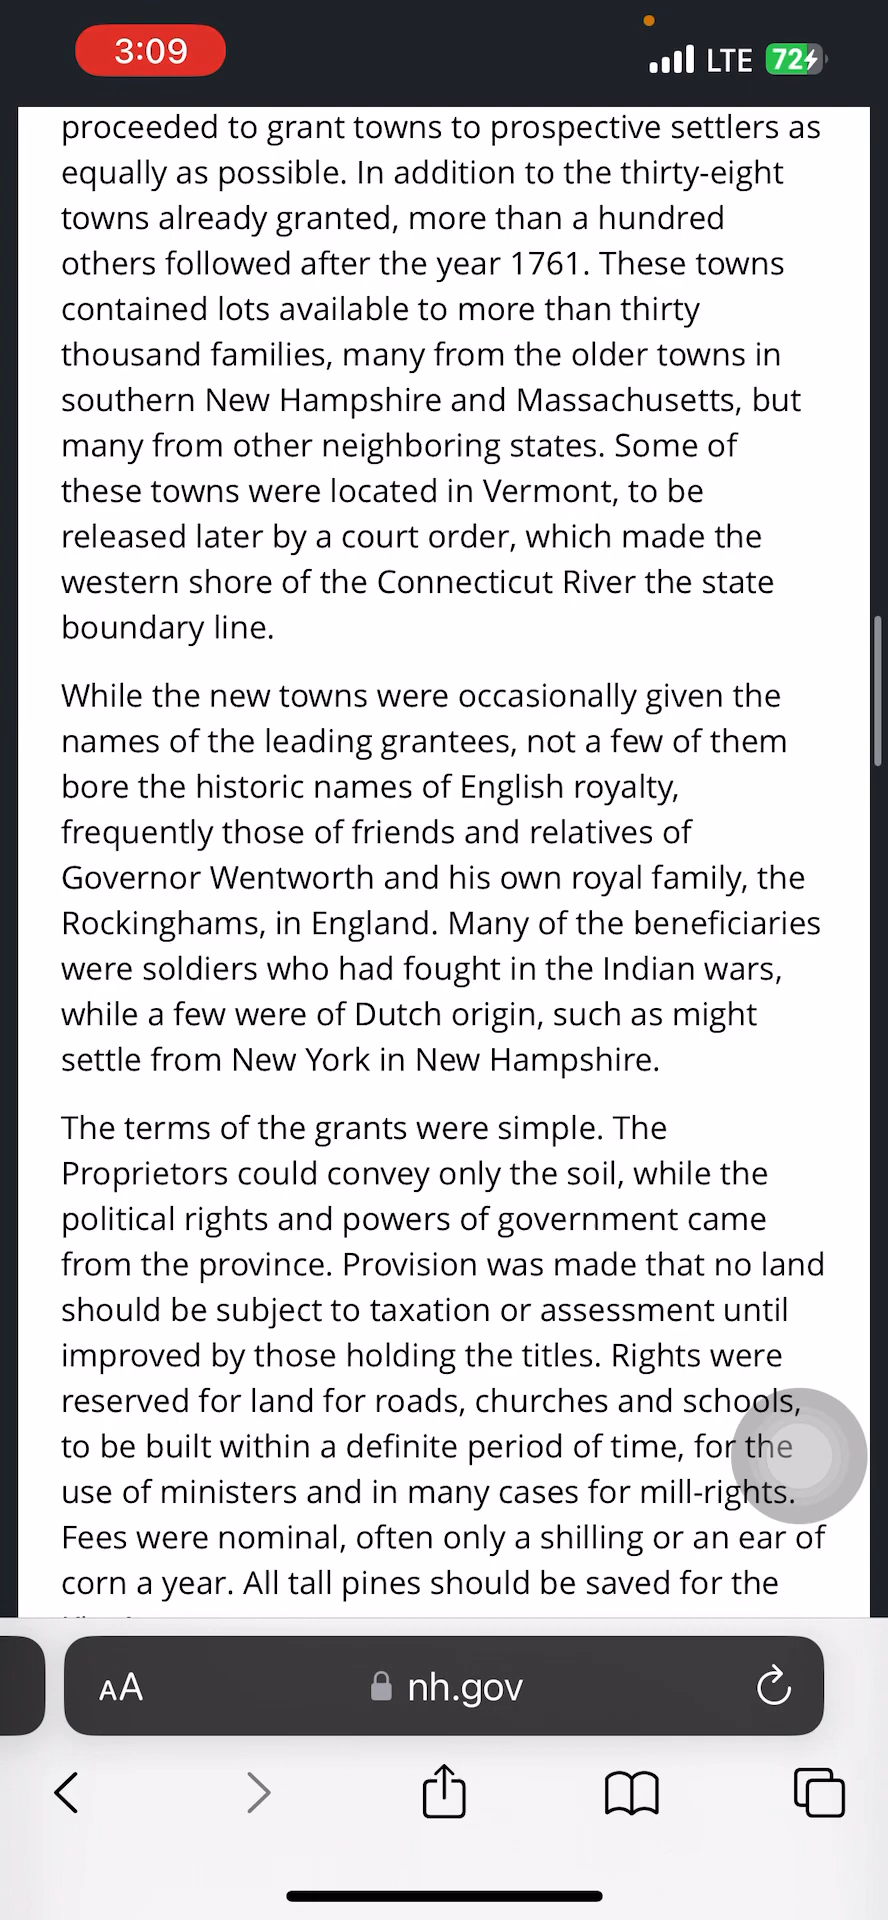 3:09
LTE 72
proceeded to grant towns to prospective settlers as
equally as possible. In addition to the thirty-eight
towns already granted, more than a hundred
others followed after the year 1761. These towns
contained lots available to more than thirty
thousand families, many from the older towns in
southern New Hampshire and Massachusetts, but
many from other neighboring states. Some of
these towns were located in Vermont, to be
released later by a court order, which made the
western shore of the Connecticut River the state
boundary line.
While the new towns were occasionally given the
names of the leading grantees, not a few of them
bore the historic names of English royalty,
frequently those of friends and relatives of
Governor Wentworth and his own royal family, the
Rockinghams, in England. Many of the beneficiaries
were soldiers who had fought in the Indian wars,
while a few were of Dutch origin, such as might
settle from New York in New Hampshire.
The terms of the grants were simple. The
Proprietors could convey only the soil, while the
political rights and powers of government came
from the province. Provision was made that no land
should be subject to taxation or assessment until
improved by those holding the titles. Rights were
reserved for land for roads, churches and schools,
to be built within a definite period of time, for the
use of ministers and in many cases for mill-rights.
Fees were nominal, often only a shilling or an ear of
corn a year. All tall pines should be saved for the
AA nh.gov